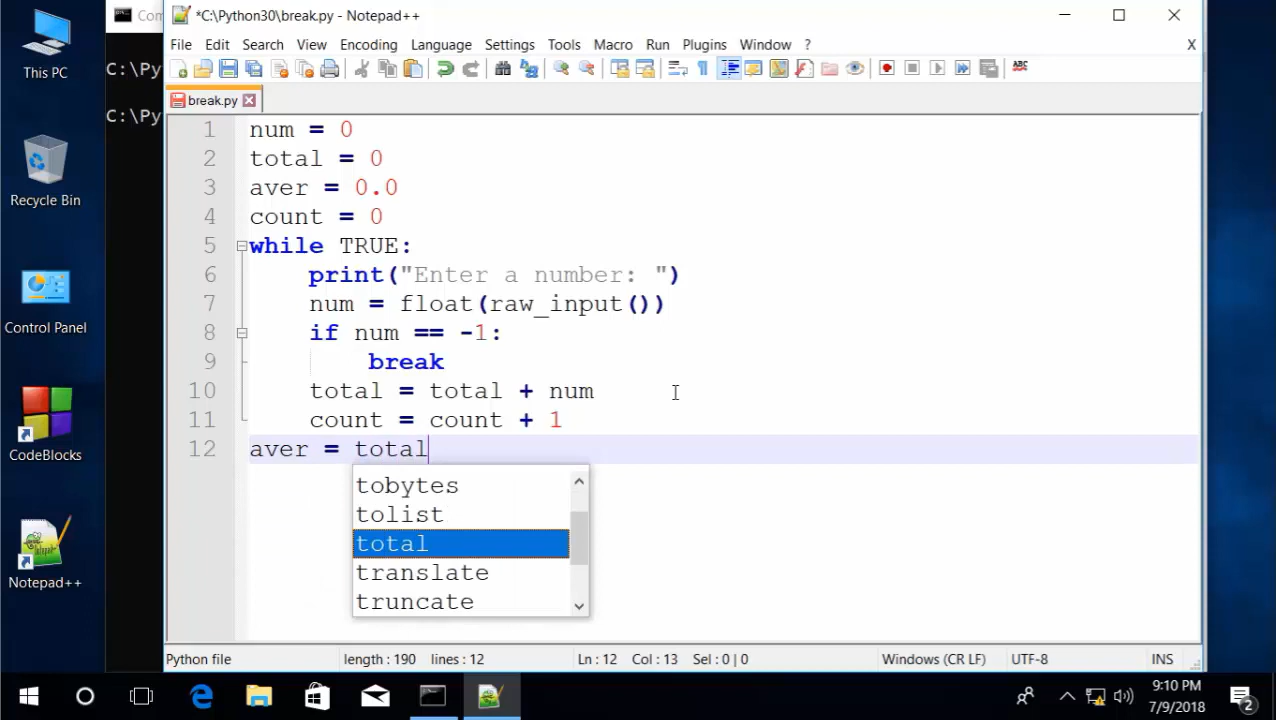 This PC
Recycle Bin
Control Panel
CodeBlocks
Notepad++
Com
C:\Py
C:\Py
*C:\Python30\break.py - Notepad++
File Edit Search View Encoding Language Settings Tools Macro Run Plugins Window ? X
ABC
break.py
1 num = 0
2 total = 0
3 aver = 0.0
4 count = 0
5 while TRUE:
6     print("Enter a number: ")
7     num = float(raw_input())
8     if num == -1:
9         break
10     total = total + num
11     count = count + 1
12 aver = total
tobytes
tolist
total
translate
truncate
Python file length : 190 lines : 12 Ln : 12 Col : 13 Sel : 0 | 0 Windows (CR LF) UTF-8 INS
9:10 PM
7/9/2018
2